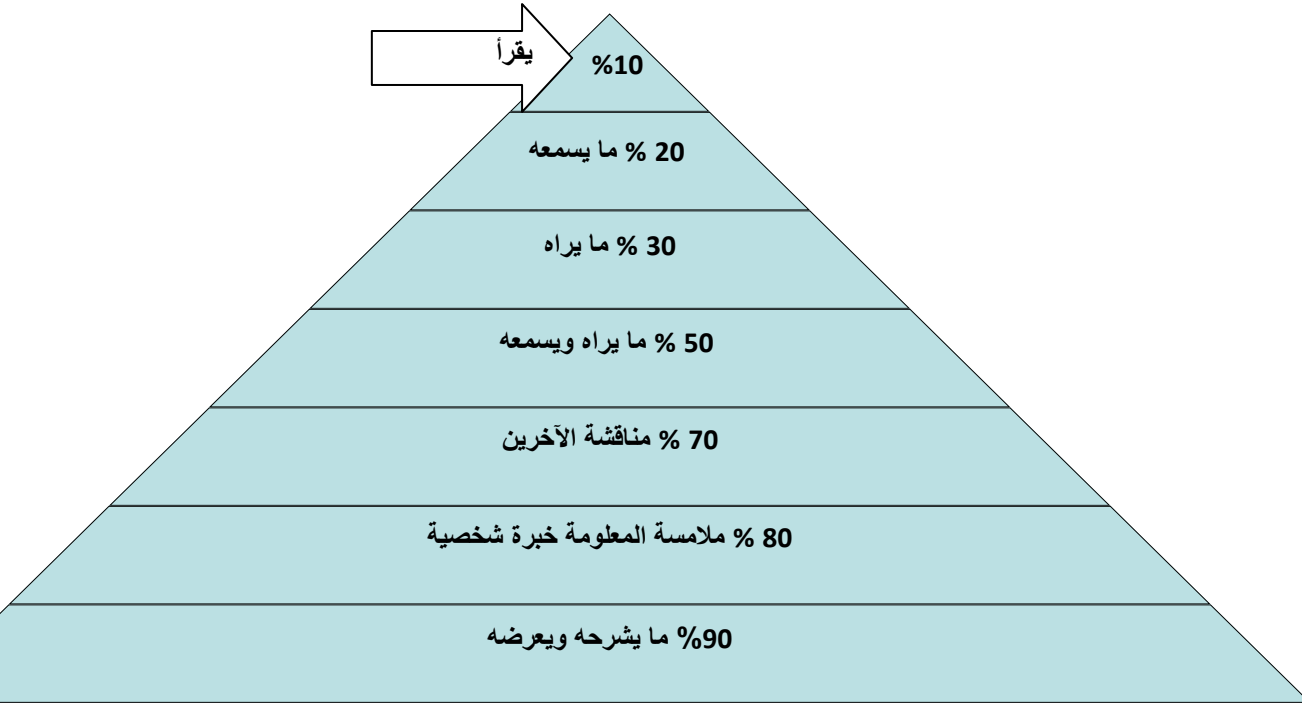 يقرأ
%10
20 % ما يسمعه
30 % ما يراه
50 % ما يراه ويسمعه
70 % مناقشة الآخرين
80 % ملامسة المعلومة خبرة شخصية
90% ما يشرحه ويعرضه